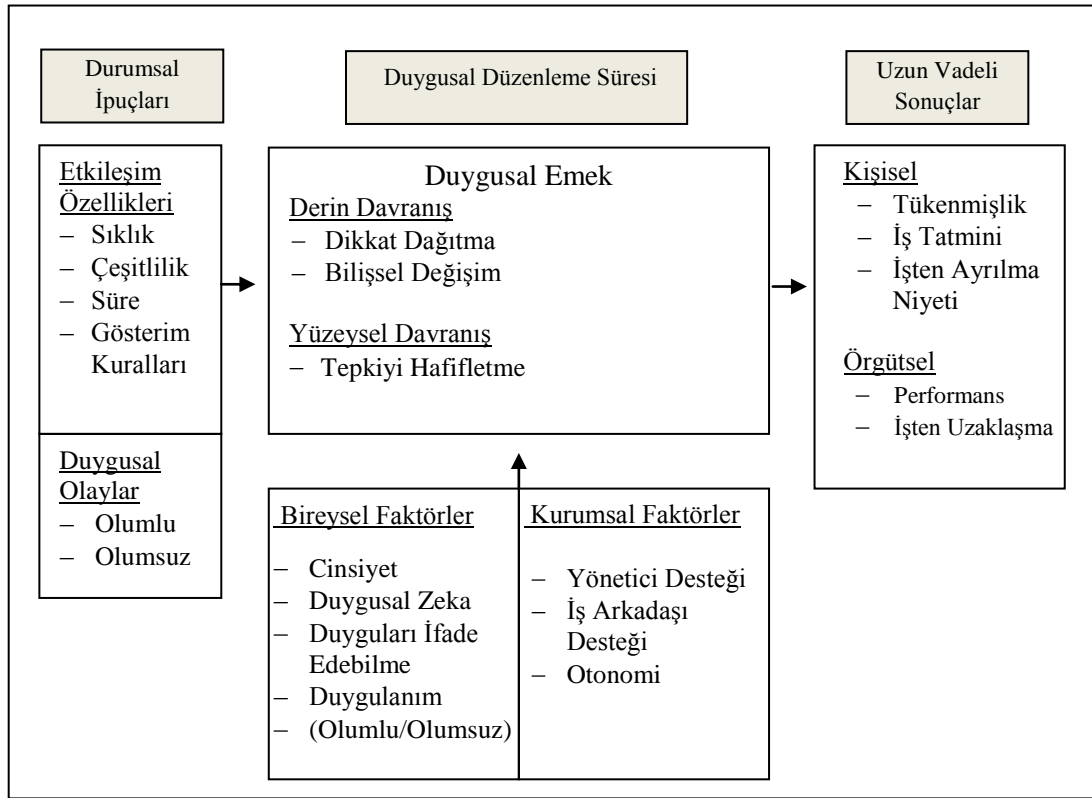 Durumsal
İpuçları
Duygusal Düzenleme Süresi
Uzun Vadeli
Sonuçlar
Etkileşim
Özellikleri
– Sıklık
– Çeşitlilik
– Süre
– Gösterim
Kuralları
Duygusal
Olaylar
– Olumlu
– Olumsuz
Duygusal Emek
Derin Davranış
– Dikkat Dağıtma
– Bilişsel Değişim
Yüzeysel Davranış
– Tepkiyi Hafifletme
Bireysel Faktörler
– Cinsiyet
– Duygusal Zeka
– Duyguları İfade
Edebilme
– Duygulanım
– (Olumlu/Olumsuz)
Kurumsal Faktörler
– Yönetici Desteği
– İş Arkadaşı
Desteği
– Otonomi
Kişisel
– Tükenmişlik
– İş Tatmini
– İşten Ayrılma
Niyeti
Örgütsel
– Performans
– İşten Uzaklaşma